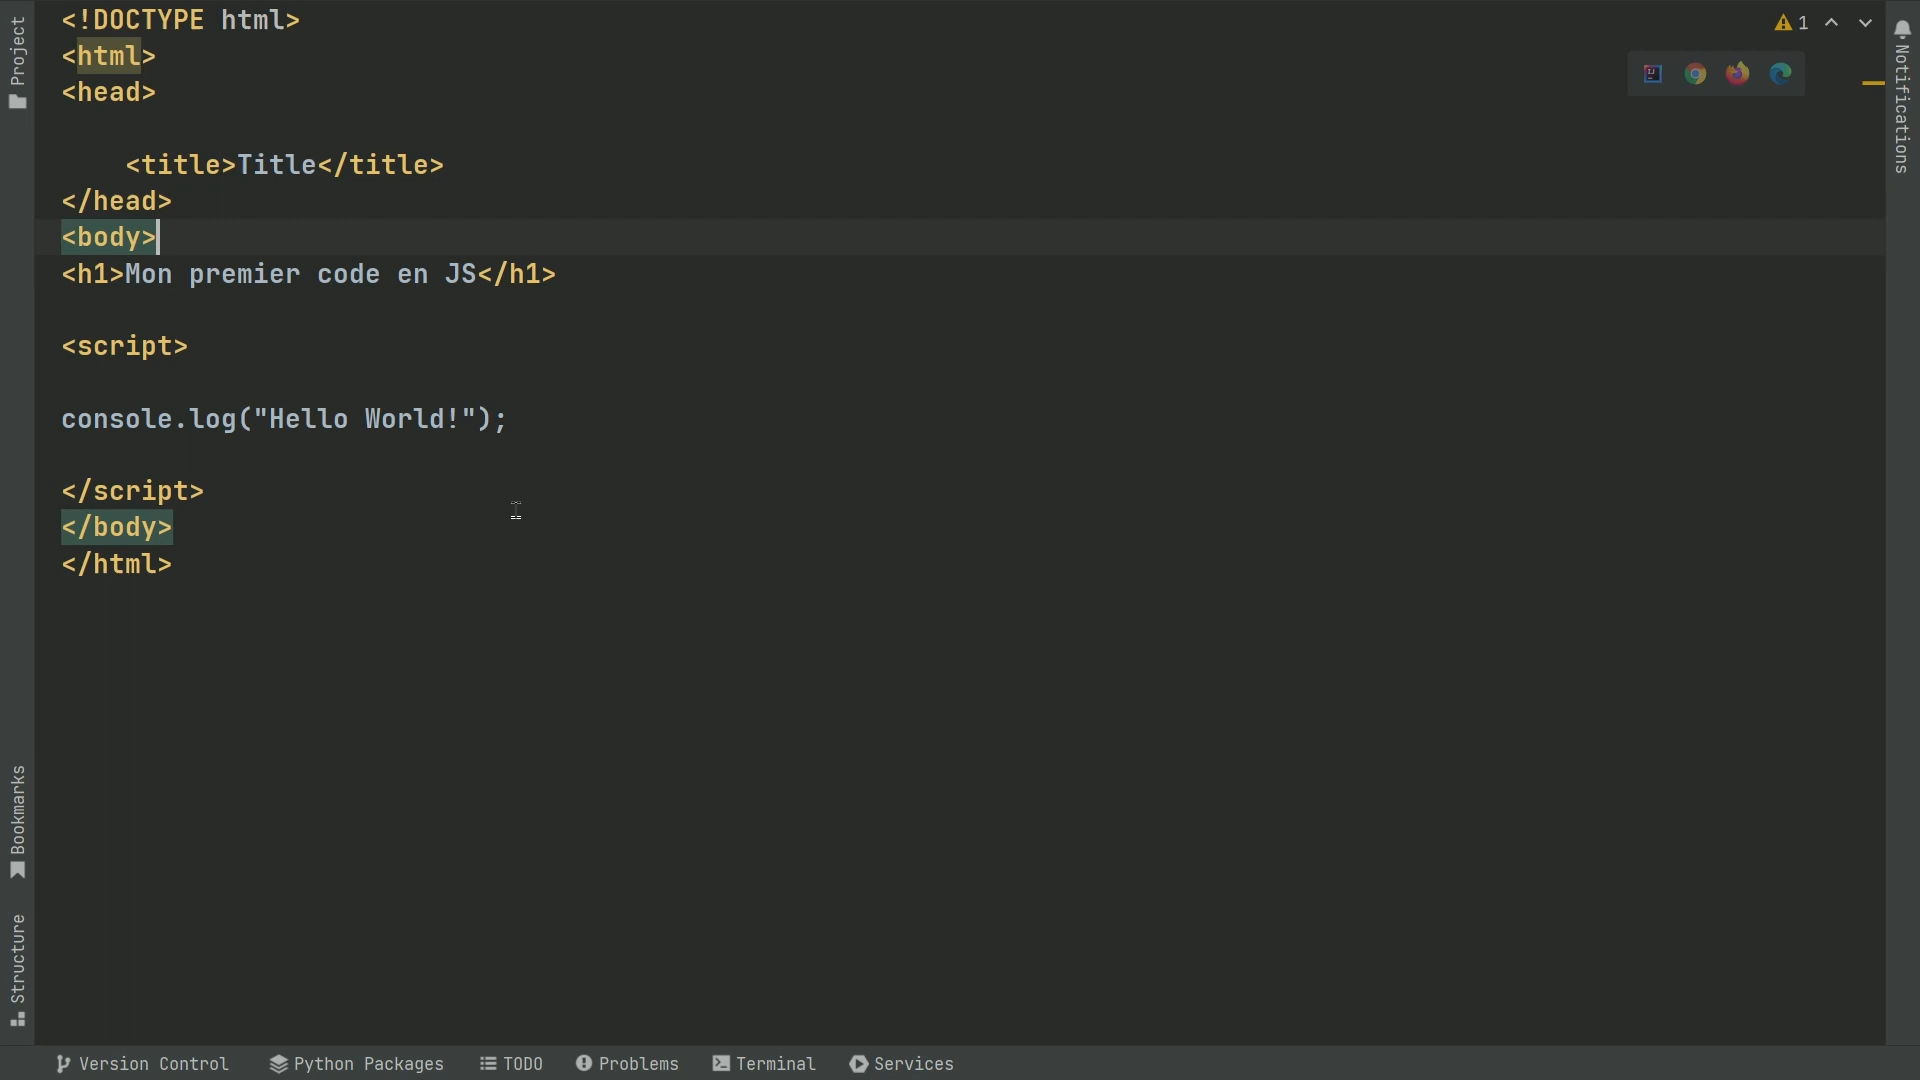 <!DOCTYPE html>
<html>
<head>
<title>Title</title>
</head>
<body>
<h1>Mon premier code en JS</h1>
<script>
console.log("Hello World!");
</script>
</body>
</html>
1
Project
Bookmarks
Structure
Notifications
Version Control
Python Packages
TODO
Problems
Terminal
Services